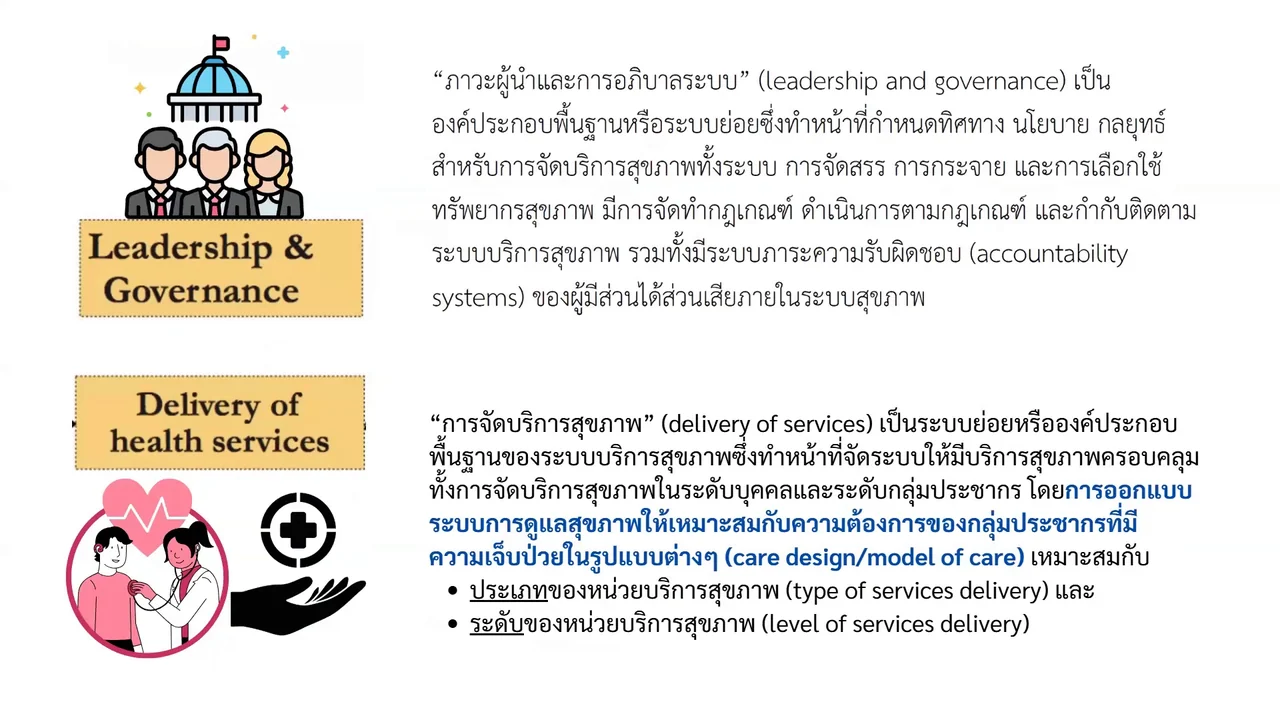 Leadership &
Governance
“ภาวะผู้นำและการอภิบาลระบบ” (leadership and governance) เป็น
องค์ประกอบพื้นฐานหรือระบบย่อยซึ่งทำหน้าที่กำหนดทิศทาง นโยบาย กลยุทธ์
สำหรับการจัดบริการสุขภาพทั้งระบบ การจัดสรร การกระจาย และการเลือกใช้
ทรัพยากรสุขภาพ มีการจัดทำกฎเกณฑ์ ดำเนินการตามกฎเกณฑ์ และกำกับติดตาม
ระบบบริการสุขภาพ รวมทั้งมีระบบภาระความรับผิดชอบ (accountability
systems) ของผู้มีส่วนได้ส่วนเสียภายในระบบสุขภาพ
Delivery of
health services
“การจัดบริการสุขภาพ” (delivery of services) เป็นระบบย่อยหรือองค์ประกอบ
พื้นฐานของระบบบริการสุขภาพซึ่งทำหน้าที่จัดระบบให้มีบริการสุขภาพครอบคลุม
ทั้งการจัดบริการสุขภาพในระดับบุคคลและระดับกลุ่มประชากร โดยการออกแบบ
ระบบการดูแลสุขภาพให้เหมาะสมกับความต้องการของกลุ่มประชากรที่มี
ความเจ็บป่วยในรูปแบบต่างๆ (care design/model of care) เหมาะสมกับ
• ประเภทของหน่วยบริการสุขภาพ (type of services delivery) และ
• ระดับของหน่วยบริการสุขภาพ (level of services delivery)